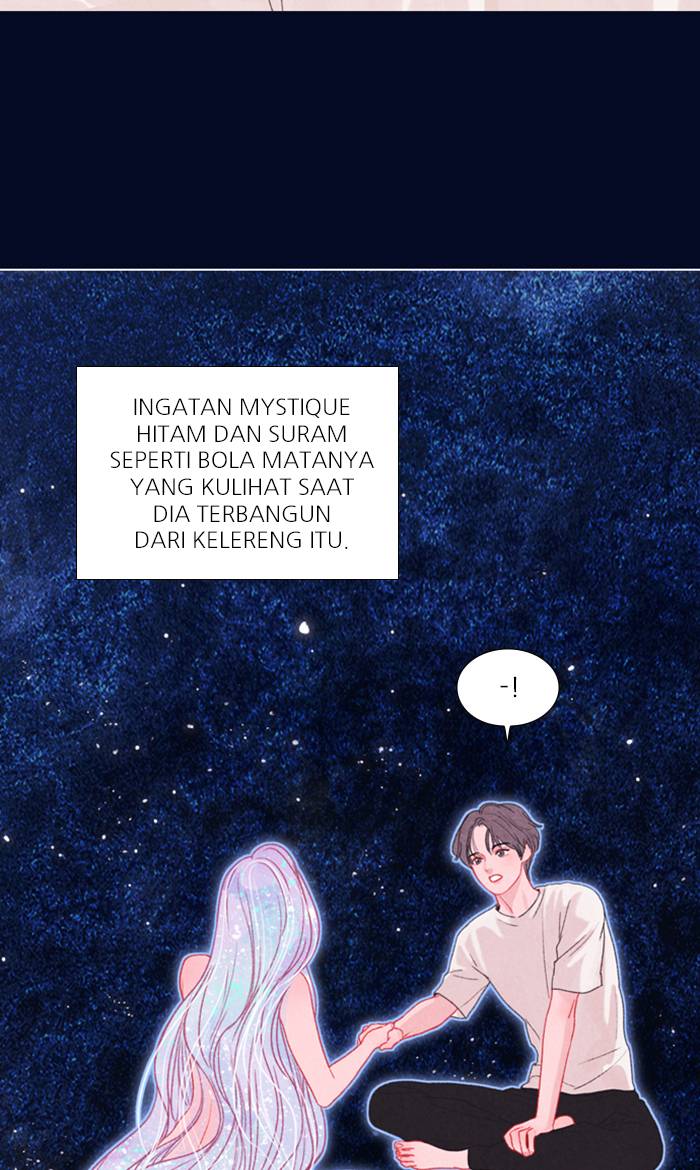 INGATAN MYSTIQUE
HITAM DAN SURAM
SEPERTI BOLA MATANYA
YANG KULIHAT SAAT
DIA TERBANGUN
DARI KELERENG ITU.
-!